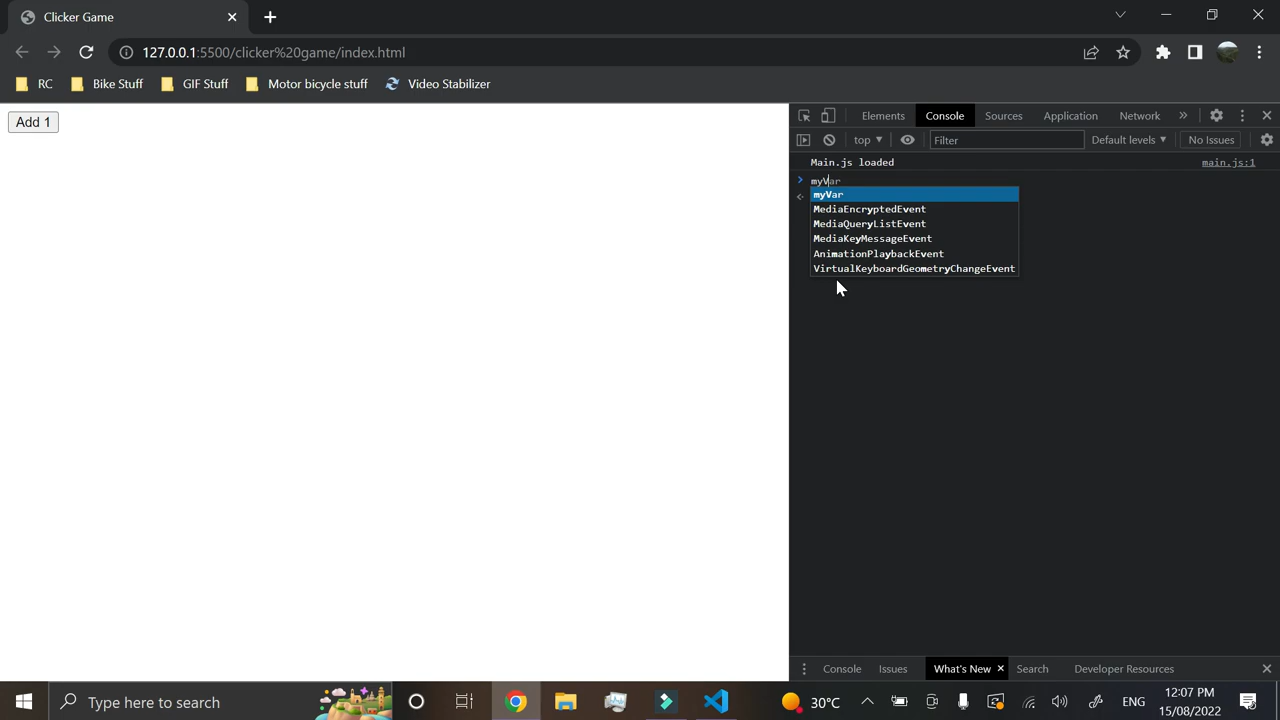 Clicker Game
127.0.0.1:5500/clicker%20game/index.html
RC Bike Stuff GIF Stuff Motor bicycle stuff Video Stabilizer
Add 1
Elements Console Sources Application Network
top Filter Default levels No Issues
Main.js loaded main.js:1
myVar
myVar
MediaEncryptedEvent
MediaQueryListEvent
MediaKeyMessageEvent
AnimationPlaybackEvent
VirtualKeyboardGeometryChangeEvent
Console Issues What's New Search Developer Resources
Type here to search
30°C
ENG
12:07 PM
15/08/2022